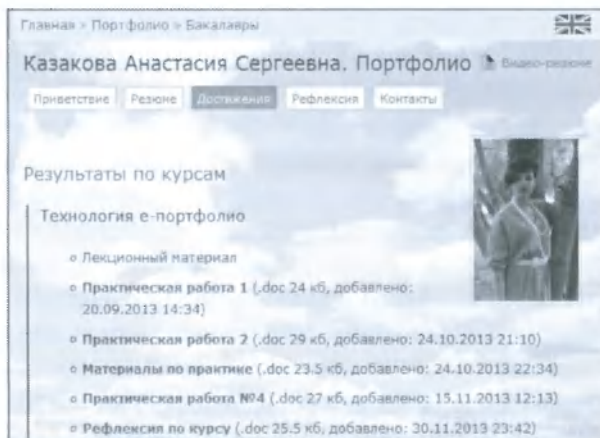 Главная » Портфолио » Бакалавры
Казакова Анастасия Сергеевна. Портфолио
Видео-резюме
Приветствие Резюме Достижения Рефлексия Контакты
Результаты по курсам
Технология е-портфолио
Лекционный материал
Практическая работа 1 (.doc 24 кб, добавлено:
20.09.2013 14:34)
Практическая работа 2 (.doc 29 кб, добавлено: 24.10.2013 21:10)
Материалы по практике (.doc 23.5 кб, добавлено: 24.10.2013 22:34)
Практическая работа №4 (.doc 27 кб, добавлено: 15.11.2013 12:13)
Рефлексия по курсу (.doc 25.5 кб, добавлено: 30.11.2013 23:42)